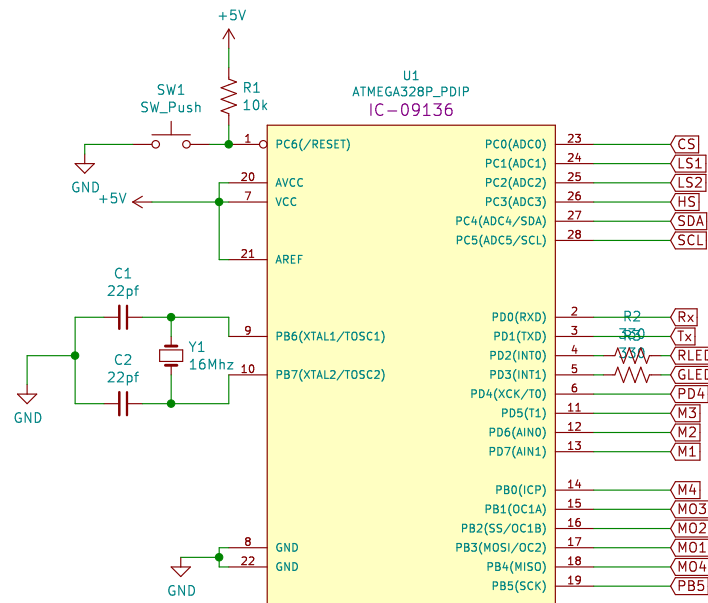 +5V
U1
ATMEGA328P_PDIP
IC-09136
SW1
SW_Push
R1
10k
GND
1 PC6(/RESET)
20 AVCC
+5V
7 VCC
21 AREF
C1
22pf
9 PB6(XTAL1/TOSC1)
Y1
16Mhz
C2
22pf
10 PB7(XTAL2/TOSC2)
GND
8 GND
22 GND
GND
PC0(ADC0) 23 CS
PC1(ADC1) 24 LS1
PC2(ADC2) 25 LS2
PC3(ADC3) 26 HS
PC4(ADC4/SDA) 27 SDA
PC5(ADC5/SCL) 28 SCL
PD0(RXD) 2 R2 Rx
PD1(TXD) 3 330 Tx
PD2(INT0) 4 330 RLED
PD3(INT1) 5 GLED
PD4(XCK/T0) 6 PD4
PD5(T1) 11 M3
PD6(AIN0) 12 M2
PD7(AIN1) 13 M1
PB0(ICP) 14 M4
PB1(OC1A) 15 MO3
PB2(SS/OC1B) 16 MO2
PB3(MOSI/OC2) 17 MO1
PB4(MISO) 18 MO4
PB5(SCK) 19 PB5